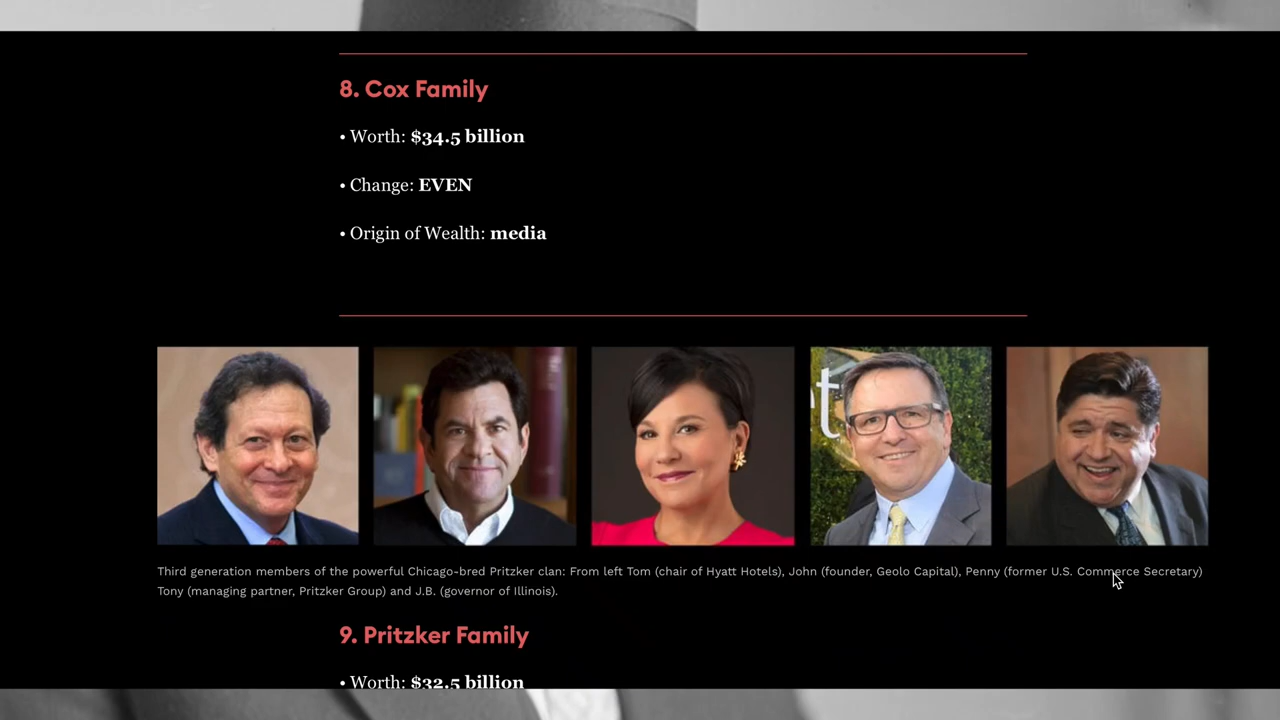 8. Cox Family
• Worth: $34.5 billion
• Change: EVEN
• Origin of Wealth: media
t
Third generation members of the powerful Chicago-bred Pritzker clan: From left Tom (chair of Hyatt Hotels), John (founder, Geolo Capital), Penny (former U.S. Commerce Secretary)
Tony (managing partner, Pritzker Group) and J.B. (governor of Illinois).
9. Pritzker Family
• Worth: $32.5 billion